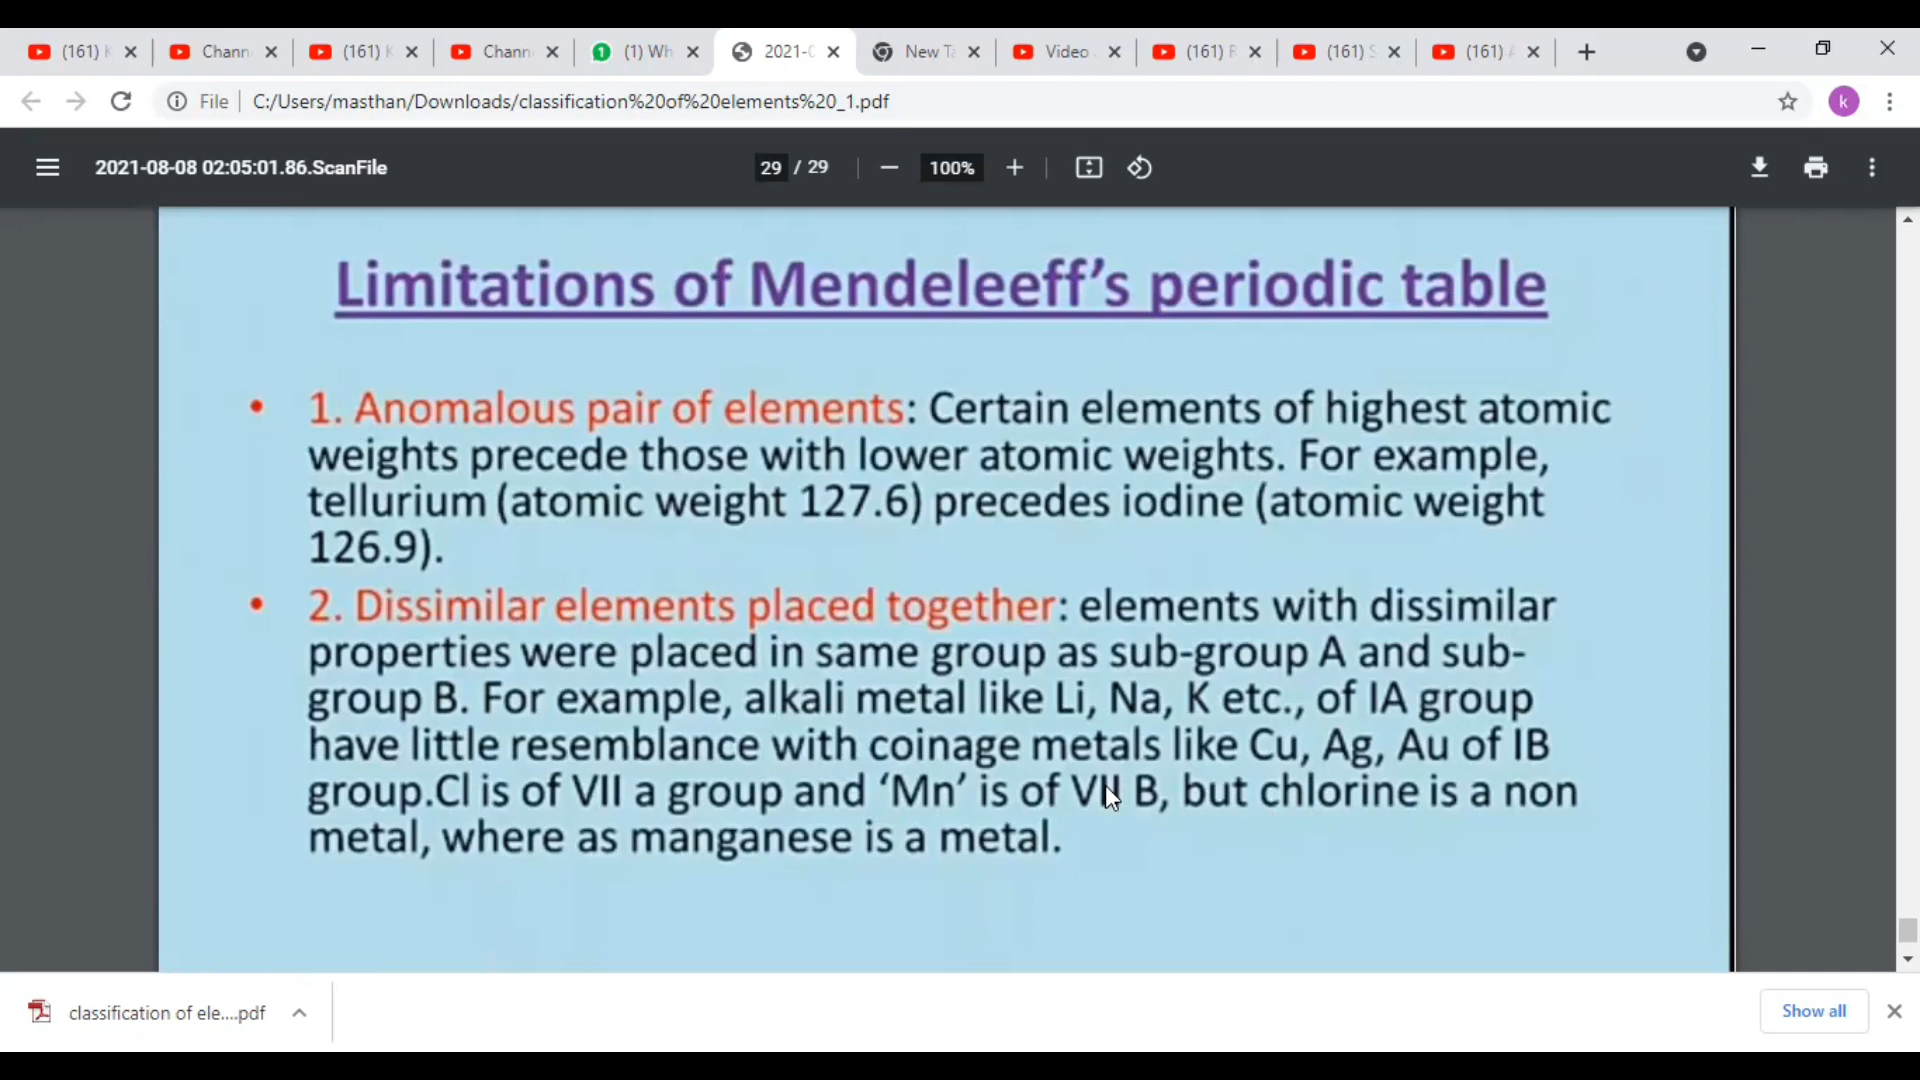 (161) K
Chann
(161) K
Chann
1
(1) Wh
2021-0
New Ta
Video
(161) F
(161) S
(161) A
File
C:/Users/masthan/Downloads/classification%20of%20elements%20_1.pdf
k
2021-08-08 02:05:01.86.ScanFile
29 / 29
100%
Limitations of Mendeleeff's periodic table
• 1. Anomalous pair of elements: Certain elements of highest atomic
weights precede those with lower atomic weights. For example,
tellurium (atomic weight 127.6) precedes iodine (atomic weight
126.9).
• 2. Dissimilar elements placed together: elements with dissimilar
properties were placed in same group as sub-group A and sub-
group B. For example, alkali metal like Li, Na, K etc., of IA group
have little resemblance with coinage metals like Cu, Ag, Au of IB
group.Cl is of VII a group and ‘Mn’ is of VII B, but chlorine is a non
metal, where as manganese is a metal.
classification of ele....pdf
Show all